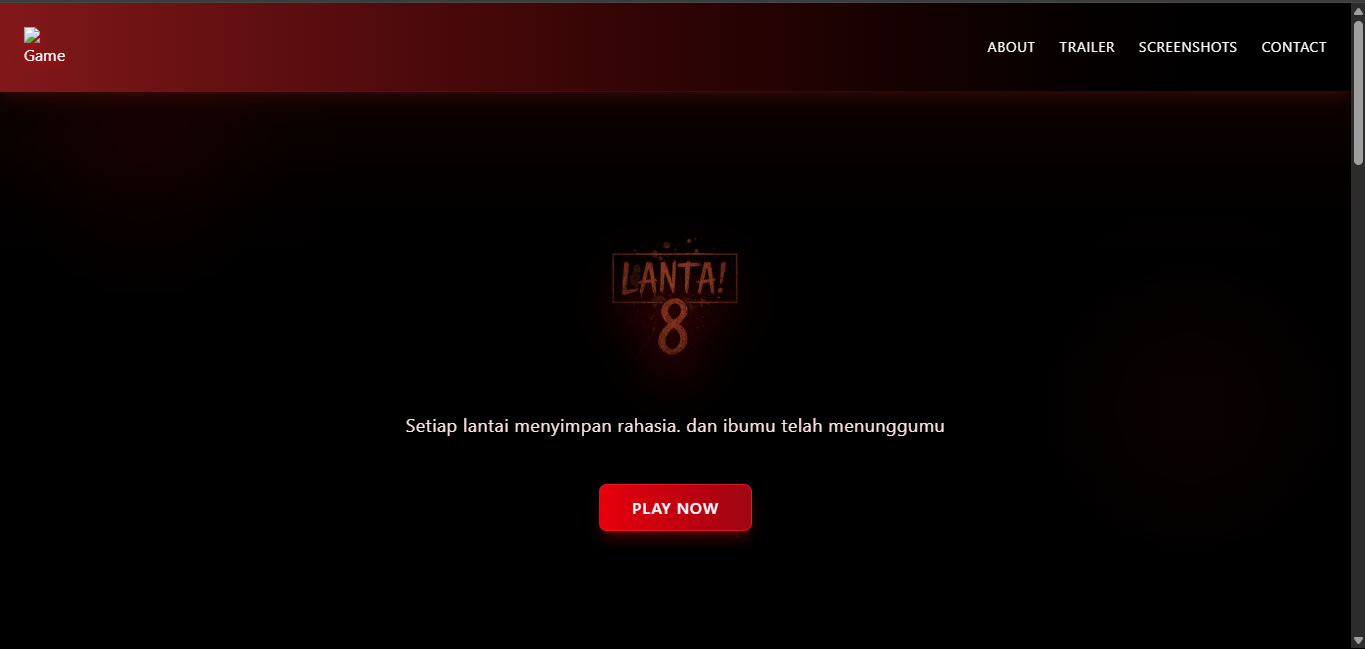 Game
ABOUT
TRAILER
SCREENSHOTS
CONTACT
LANTA!
8
Setiap lantai menyimpan rahasia. dan ibumu telah menunggumu
PLAY NOW